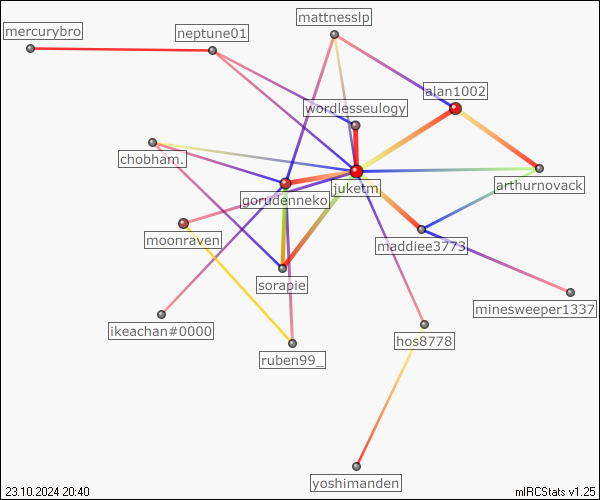 mattnesslp
mercurybro
neptune01
alan1002
wordlesseulogy
chobham.
arthurnovack
juketm
gorudenneko
moonraven
maddiee3773
sorapie
minesweeper1337
ikeachan#0000
hos8778
ruben99_
yoshimanden
23.10.2024 20:40
mIRCStats v1.25